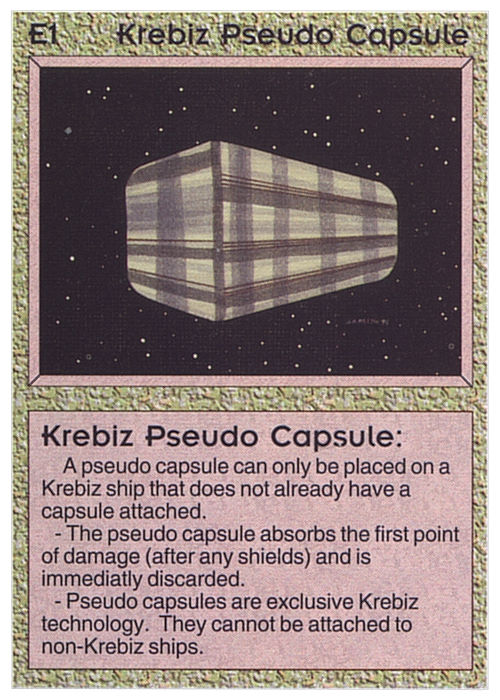 E1 Krebiz Pseudo Capsule
Krebiz Pseudo Capsule:
A pseudo capsule can only be placed on a
Krebiz ship that does not already have a
capsule attached.
- The pseudo capsule absorbs the first point
of damage (after any shields) and is
immediatly discarded.
- Pseudo capsules are exclusive Krebiz
technology. They cannot be attached to
non-Krebiz ships.